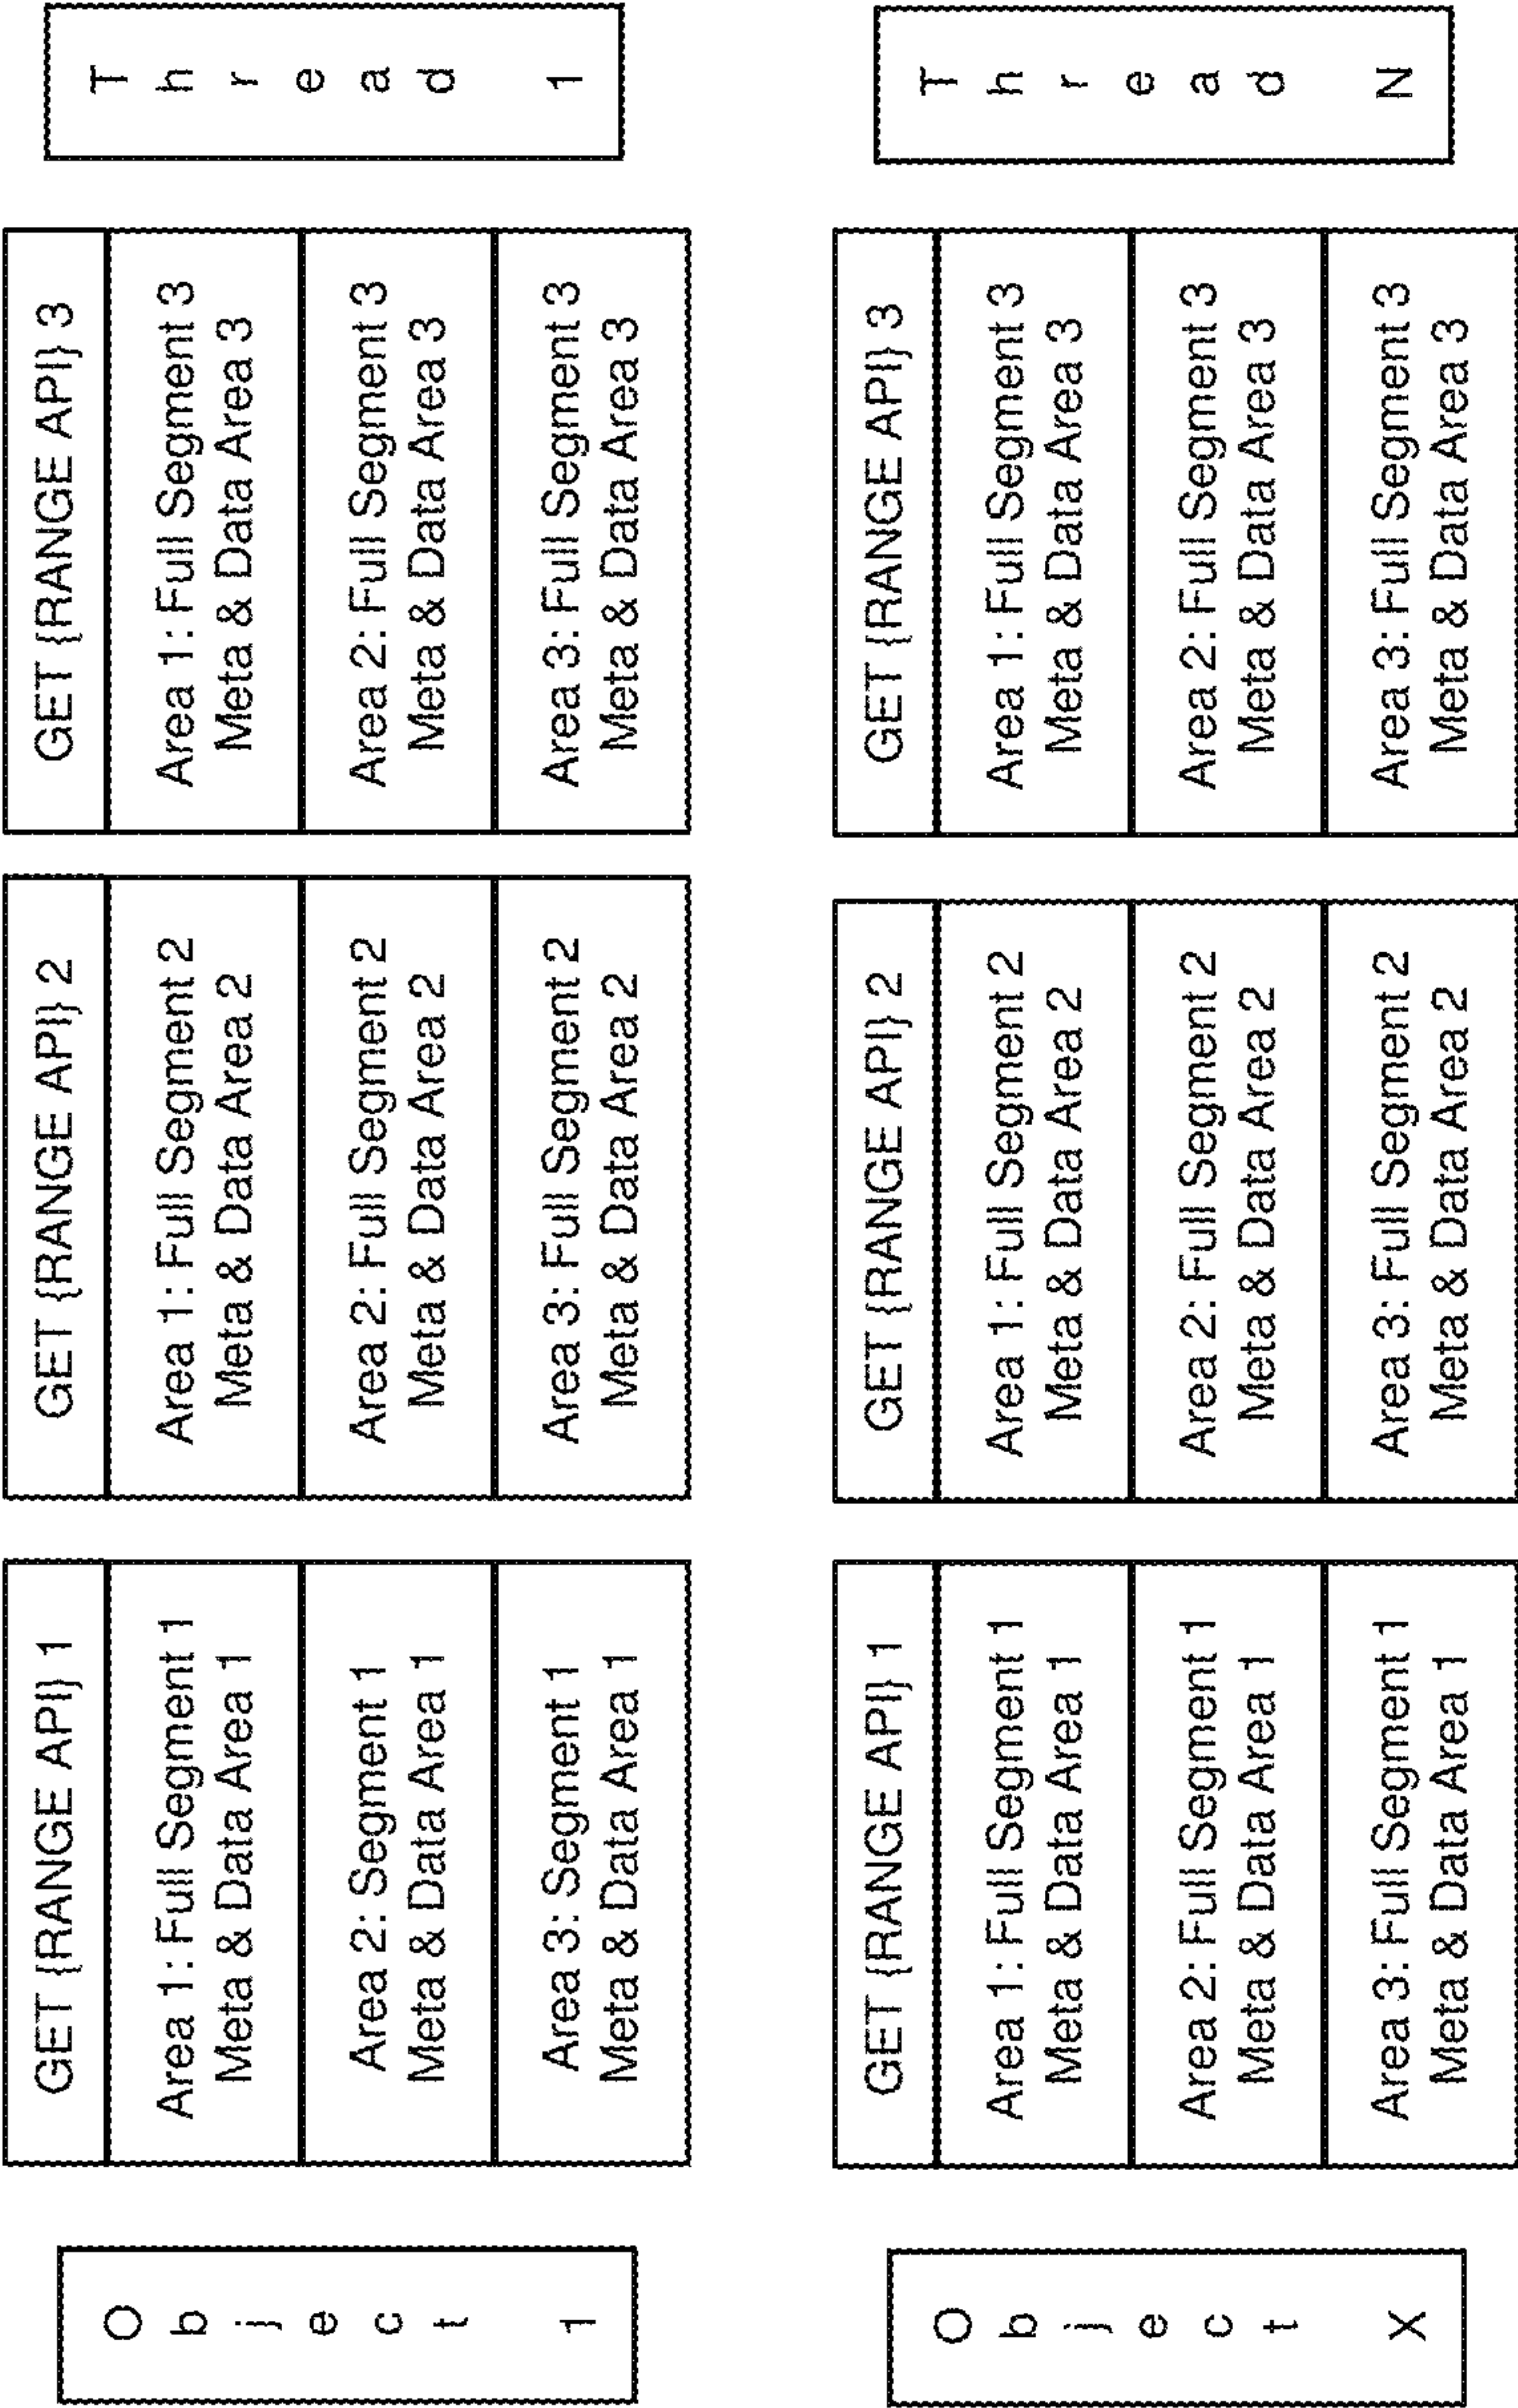 Object 1
GET {RANGE API} 1
Area 1: Full Segment 1
Meta & Data Area 1
Area 2: Segment 1
Meta & Data Area 1
Area 3: Segment 1
Meta & Data Area 1
GET {RANGE API} 2
Area 1: Full Segment 2
Meta & Data Area 2
Area 2: Full Segment 2
Meta & Data Area 2
Area 3: Full Segment 2
Meta & Data Area 2
GET {RANGE API} 3
Area 1: Full Segment 3
Meta & Data Area 3
Area 2: Full Segment 3
Meta & Data Area 3
Area 3: Full Segment 3
Meta & Data Area 3
Thread 1
Object X
GET {RANGE API} 1
Area 1: Full Segment 1
Meta & Data Area 1
Area 2: Full Segment 1
Meta & Data Area 1
Area 3: Full Segment 1
Meta & Data Area 1
GET {RANGE API} 2
Area 1: Full Segment 2
Meta & Data Area 2
Area 2: Full Segment 2
Meta & Data Area 2
Area 3: Full Segment 2
Meta & Data Area 2
GET {RANGE API} 3
Area 1: Full Segment 3
Meta & Data Area 3
Area 2: Full Segment 3
Meta & Data Area 3
Area 3: Full Segment 3
Meta & Data Area 3
Thread N